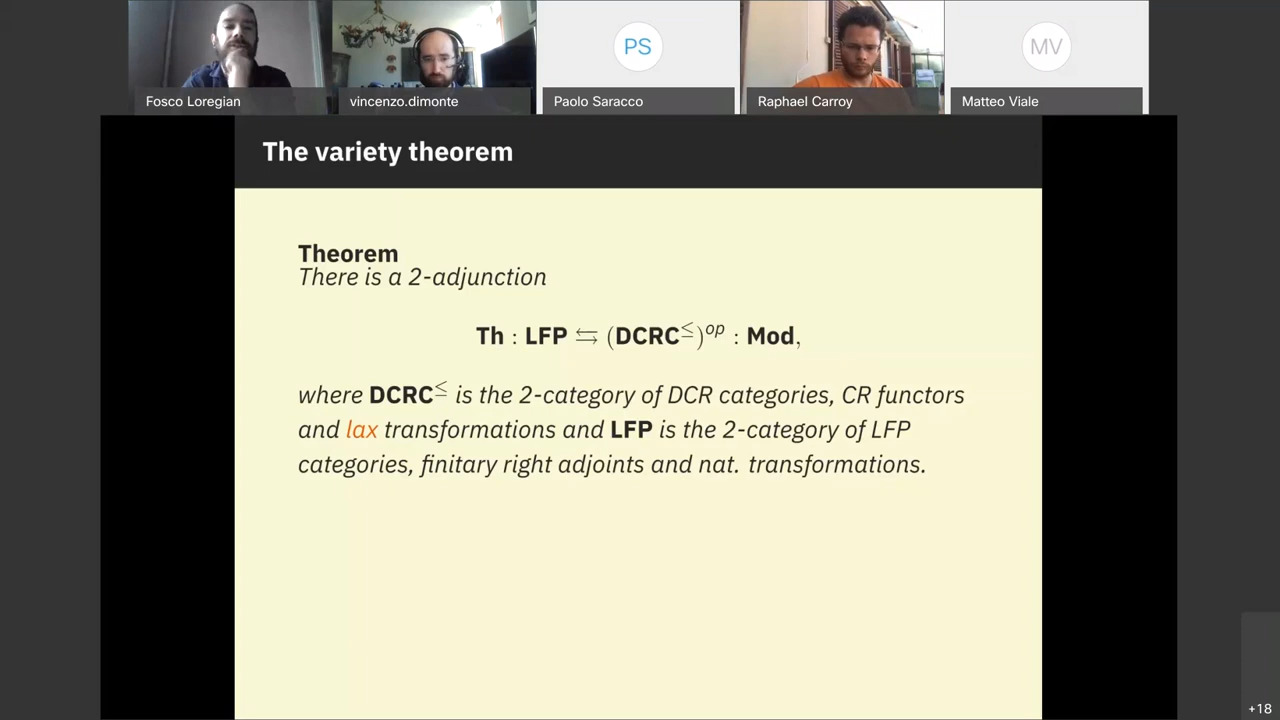 PS
MV
Fosco Loregian
vincenzo.dimonte
Paolo Saracco
Raphael Carroy
Matteo Viale
The variety theorem
Theorem
There is a 2-adjunction
Th : LFP ⇆ (DCRC≤)op : Mod,
where DCRC≤ is the 2-category of DCR categories, CR functors
and lax transformations and LFP is the 2-category of LFP
categories, finitary right adjoints and nat. transformations.
+18